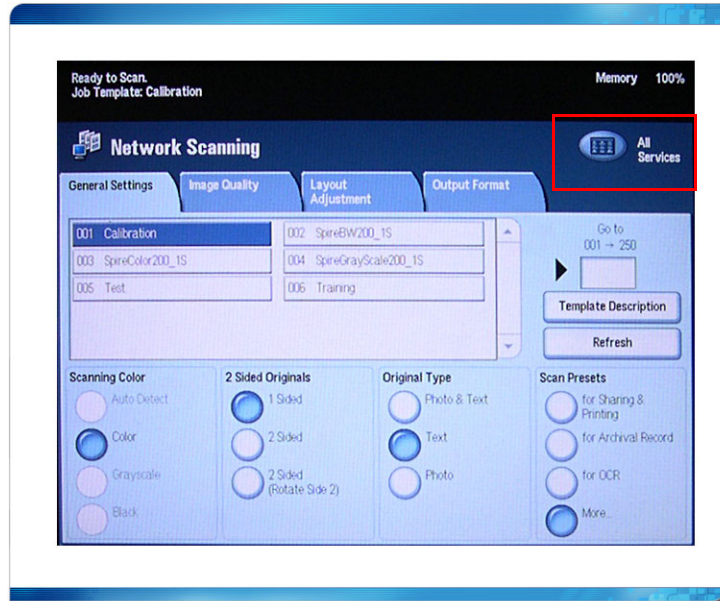 Ready to Scan.
Job Template: Calibration
Memory 100%
Network Scanning
All
Services
General Settings
Image Quality
Layout
Adjustment
Output Format
001 Calibration
002 SpireBW200_1S
003 SpireColor200_1S
004 SpireGrayScale200_1S
005 Test
006 Training
Go to
001 → 250
Template Description
Refresh
Scanning Color
Auto Detect
Color
Grayscale
Black
2 Sided Originals
1 Sided
2 Sided
2 Sided
(Rotate Side 2)
Original Type
Photo & Text
Text
Photo
Scan Presets
for Sharing &
Printing
for Archival Record
for OCR
More...